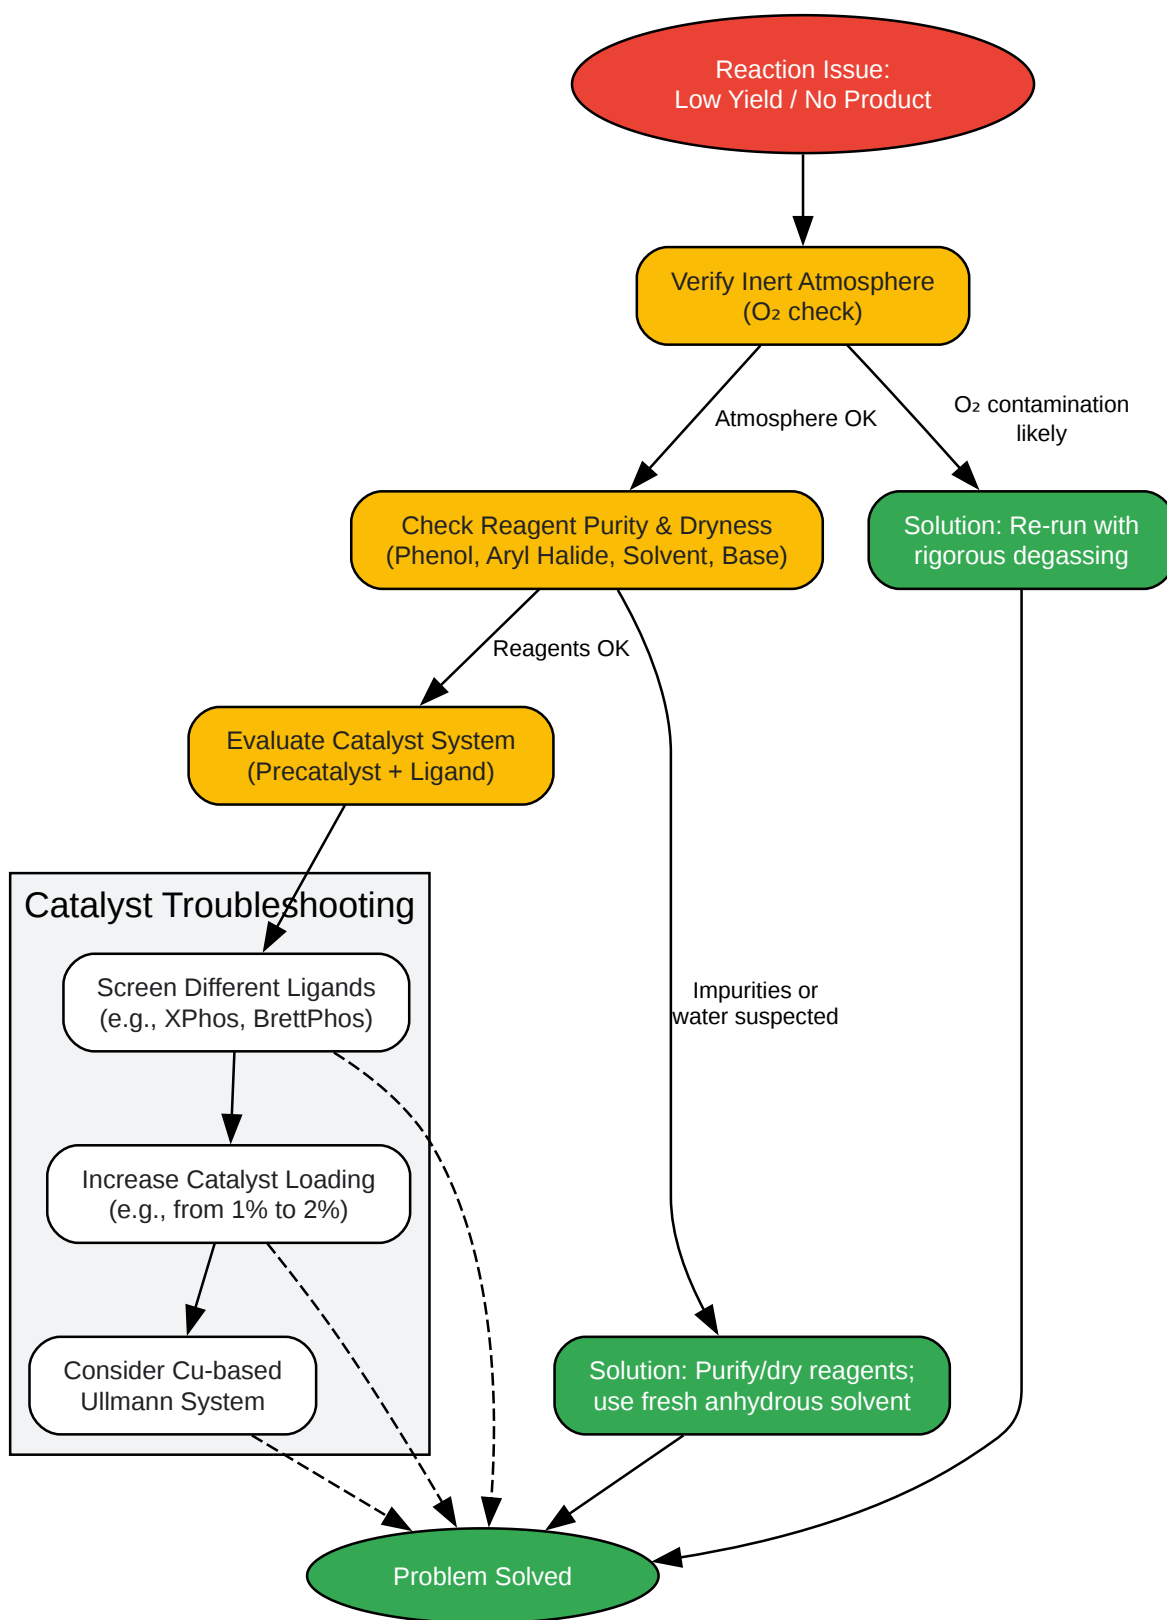 Reaction Issue:
Low Yield / No Product
Verify Inert Atmosphere
(O₂ check)
Atmosphere OK
O₂ contamination
likely
Check Reagent Purity & Dryness
(Phenol, Aryl Halide, Solvent, Base)
Solution: Re-run with
rigorous degassing
Reagents OK
Evaluate Catalyst System
(Precatalyst + Ligand)
Catalyst Troubleshooting
Screen Different Ligands
(e.g., XPhos, BrettPhos)
Impurities or
water suspected
Increase Catalyst Loading
(e.g., from 1% to 2%)
Consider Cu-based
Ullmann System
Solution: Purify/dry reagents;
use fresh anhydrous solvent
Problem Solved